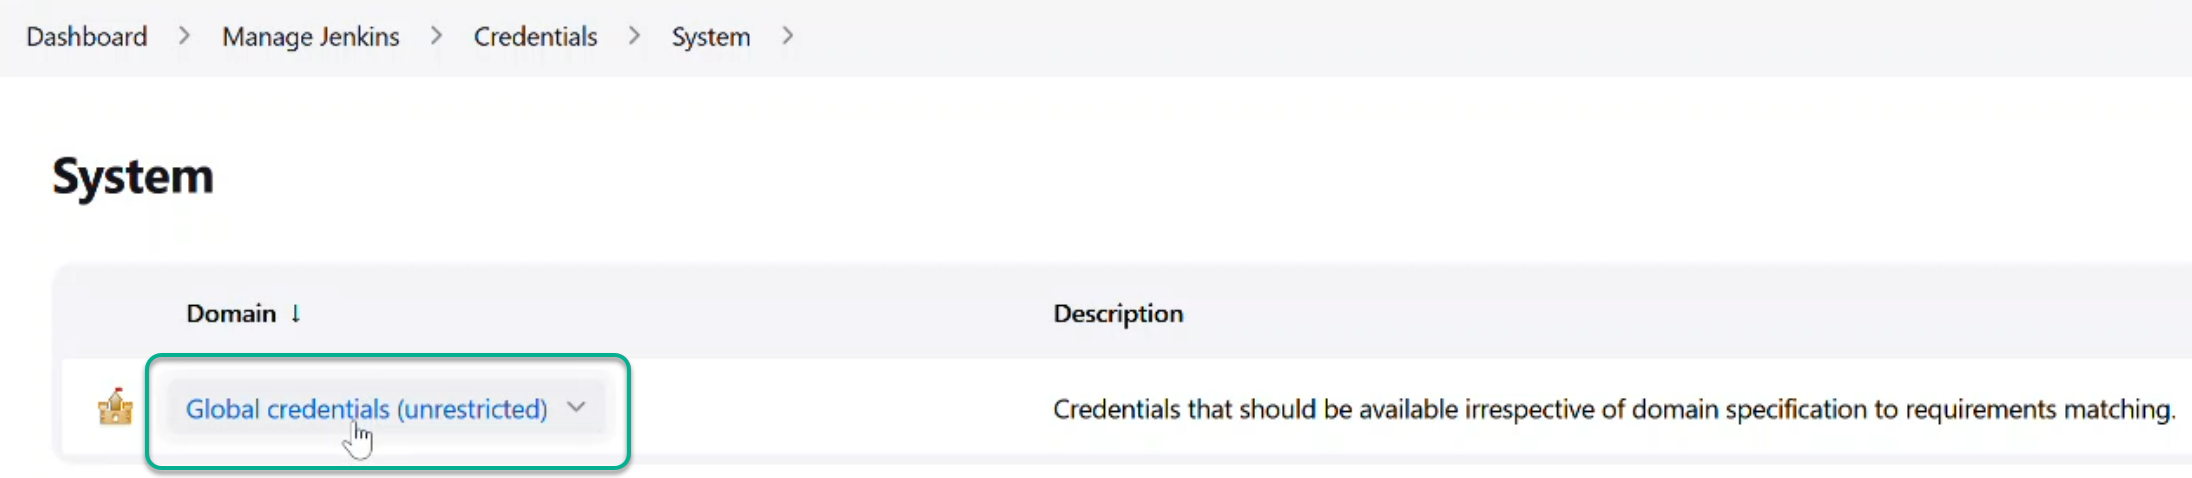 Dashboard > Manage Jenkins > Credentials > System >
System
Domain ↓ Description
Global credentials (unrestricted) Credentials that should be available irrespective of domain specification to requirements matching.